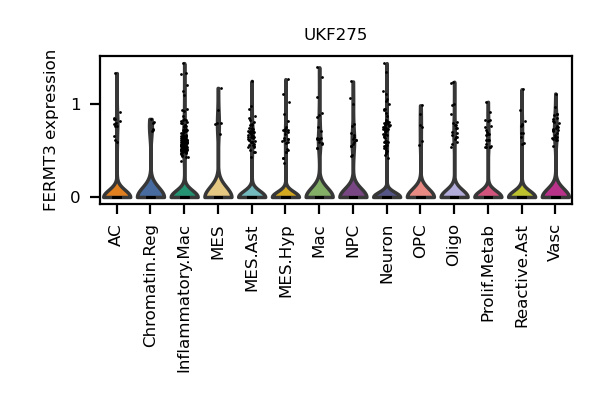 UKF275
FERMT3 expression
1
0
AC
Chromatin.Reg
Inflammatory.Mac
MES
MES.Ast
MES.Hyp
Mac
NPC
Neuron
OPC
Oligo
Prolif.Metab
Reactive.Ast
Vasc